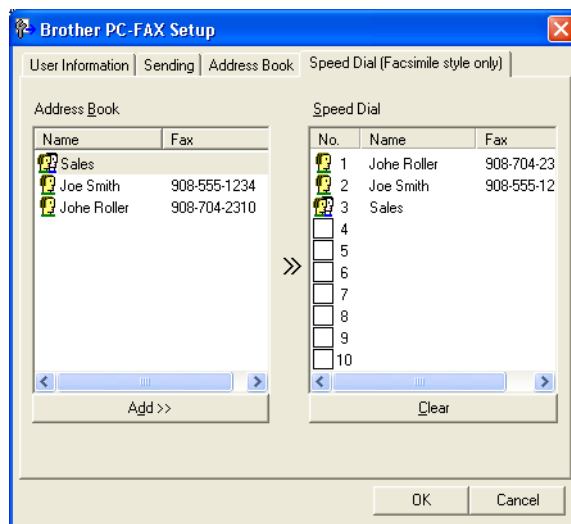 Brother PC-FAX Setup
User Information Sending Address Book Speed Dial (Facsimile style only)
Address Book
Name Fax
Sales
Joe Smith 908-555-1234
Johe Roller 908-704-2310
Add >>
Speed Dial
No. Name Fax
1 Johe Roller 908-704-23
2 Joe Smith 908-555-12
3 Sales
4
5
6
7
8
9
10
Clear
OK Cancel